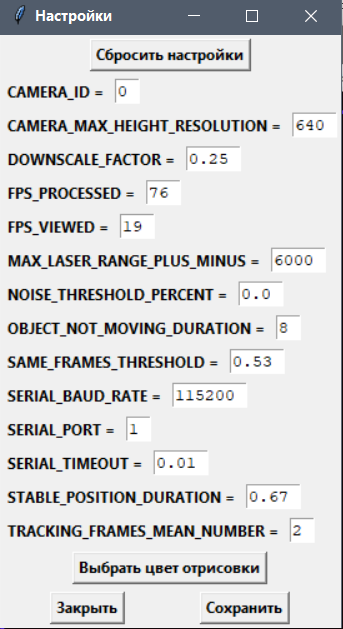 Настройки
Сбросить настройки
CAMERA_ID = 0
CAMERA_MAX_HEIGHT_RESOLUTION = 640
DOWNSCALE_FACTOR = 0.25
FPS_PROCESSED = 76
FPS_VIEWED = 19
MAX_LASER_RANGE_PLUS_MINUS = 6000
NOISE_THRESHOLD_PERCENT = 0.0
OBJECT_NOT_MOVING_DURATION = 8
SAME_FRAMES_THRESHOLD = 0.53
SERIAL_BAUD_RATE = 115200
SERIAL_PORT = 1
SERIAL_TIMEOUT = 0.01
STABLE_POSITION_DURATION = 0.67
TRACKING_FRAMES_MEAN_NUMBER = 2
Выбрать цвет отрисовки
Закрыть Сохранить